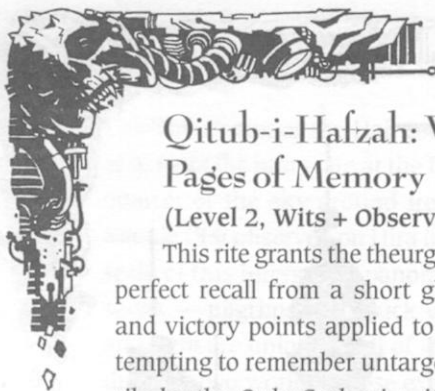 Qitub-i-Hafzah:
Pages of Memory
(Level 2, Wits + Observ
This rite grants the theurg
perfect recall from a short g
and victory points applied to
tempting to remember untarge